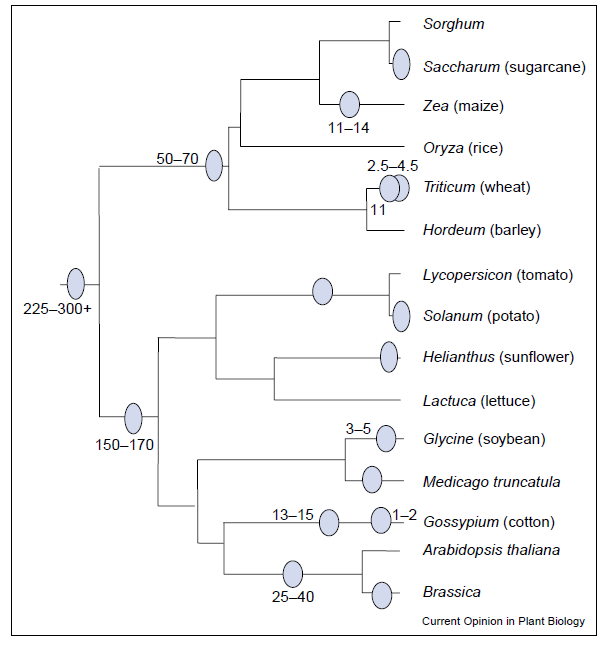 Sorghum
Saccharum (sugarcane)
Zea (maize)
11–14
Oryza (rice)
50–70
2.5–4.5
Triticum (wheat)
11
Hordeum (barley)
Lycopersicon (tomato)
225–300+
Solanum (potato)
Helianthus (sunflower)
Lactuca (lettuce)
150–170
3–5
Glycine (soybean)
Medicago truncatula
13–15
1–2
Gossypium (cotton)
Arabidopsis thaliana
25–40
Brassica
Current Opinion in Plant Biology